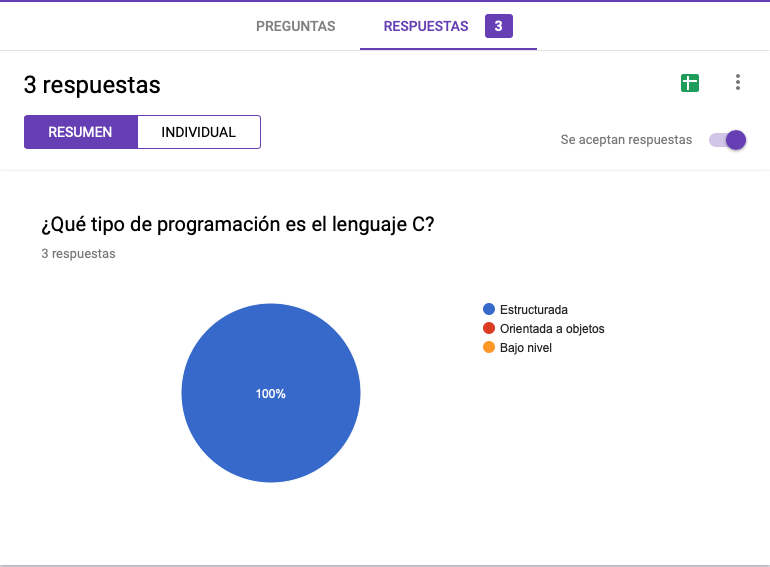 PREGUNTAS
RESPUESTAS 3
3 respuestas
RESUMEN
INDIVIDUAL
Se aceptan respuestas
¿Qué tipo de programación es el lenguaje C?
3 respuestas
Estructurada
Orientada a objetos
Bajo nivel
100%